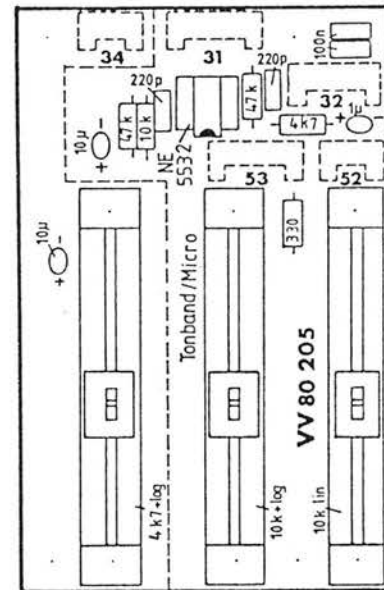 34
31
100n
220p
220p
32
47k
10k
47k
4k7
1µ
+
-
10µ
-
+
NE
5532
53
52
10µ
-
+
330
Tonband/Micro
VV 80 205
4k7+log
10k+log
10k lin